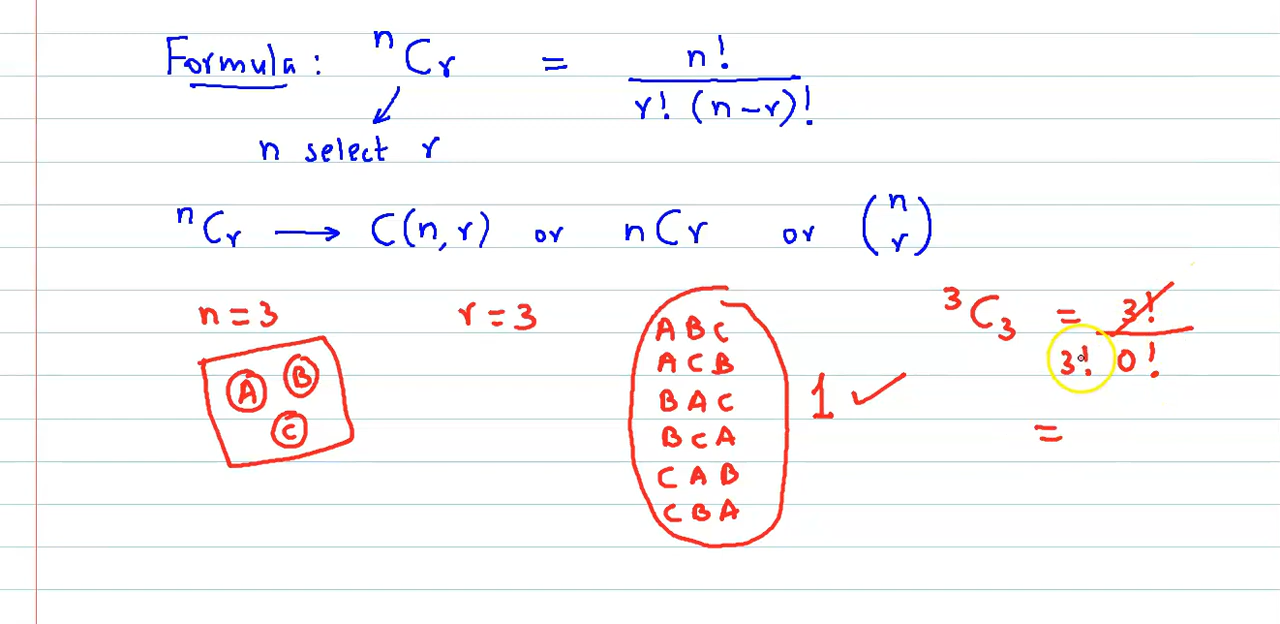 Formula : nCr = n! / r! (n-r)!
n select r
nCr → C(n,r) or nCr or (n r)
n=3 r=3
A B C
A C B
B A C
B C A
C A B
C B A
A B C
1 ✓
3C3 = 3! / 3! 0!
=